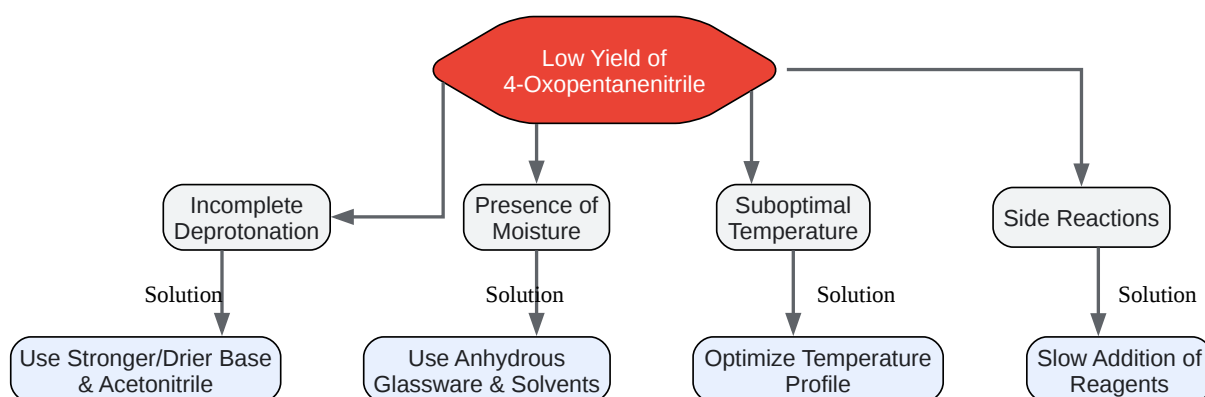 Low Yield of
4-Oxopentanenitrile
Incomplete
Deprotonation
Presence of
Moisture
Suboptimal
Temperature
Side Reactions
Solution
Solution
Solution
Solution
Use Stronger/Drier Base
& Acetonitrile
Use Anhydrous
Glassware & Solvents
Optimize Temperature
Profile
Slow Addition of
Reagents